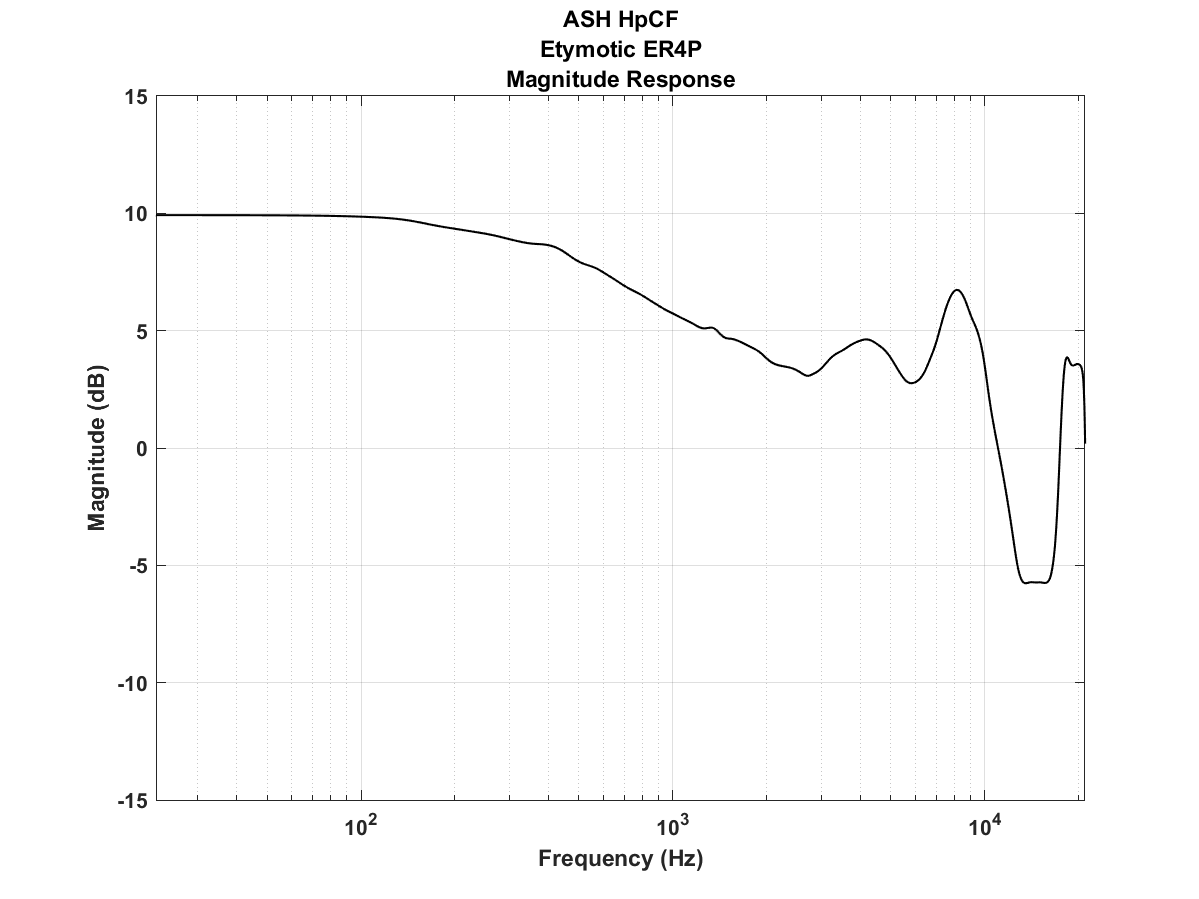 ASH HpCF
Etymotic ER4P
Magnitude Response
15
10
5
0
-5
-10
-15
Magnitude (dB)
10² 10³ 10⁴
Frequency (Hz)